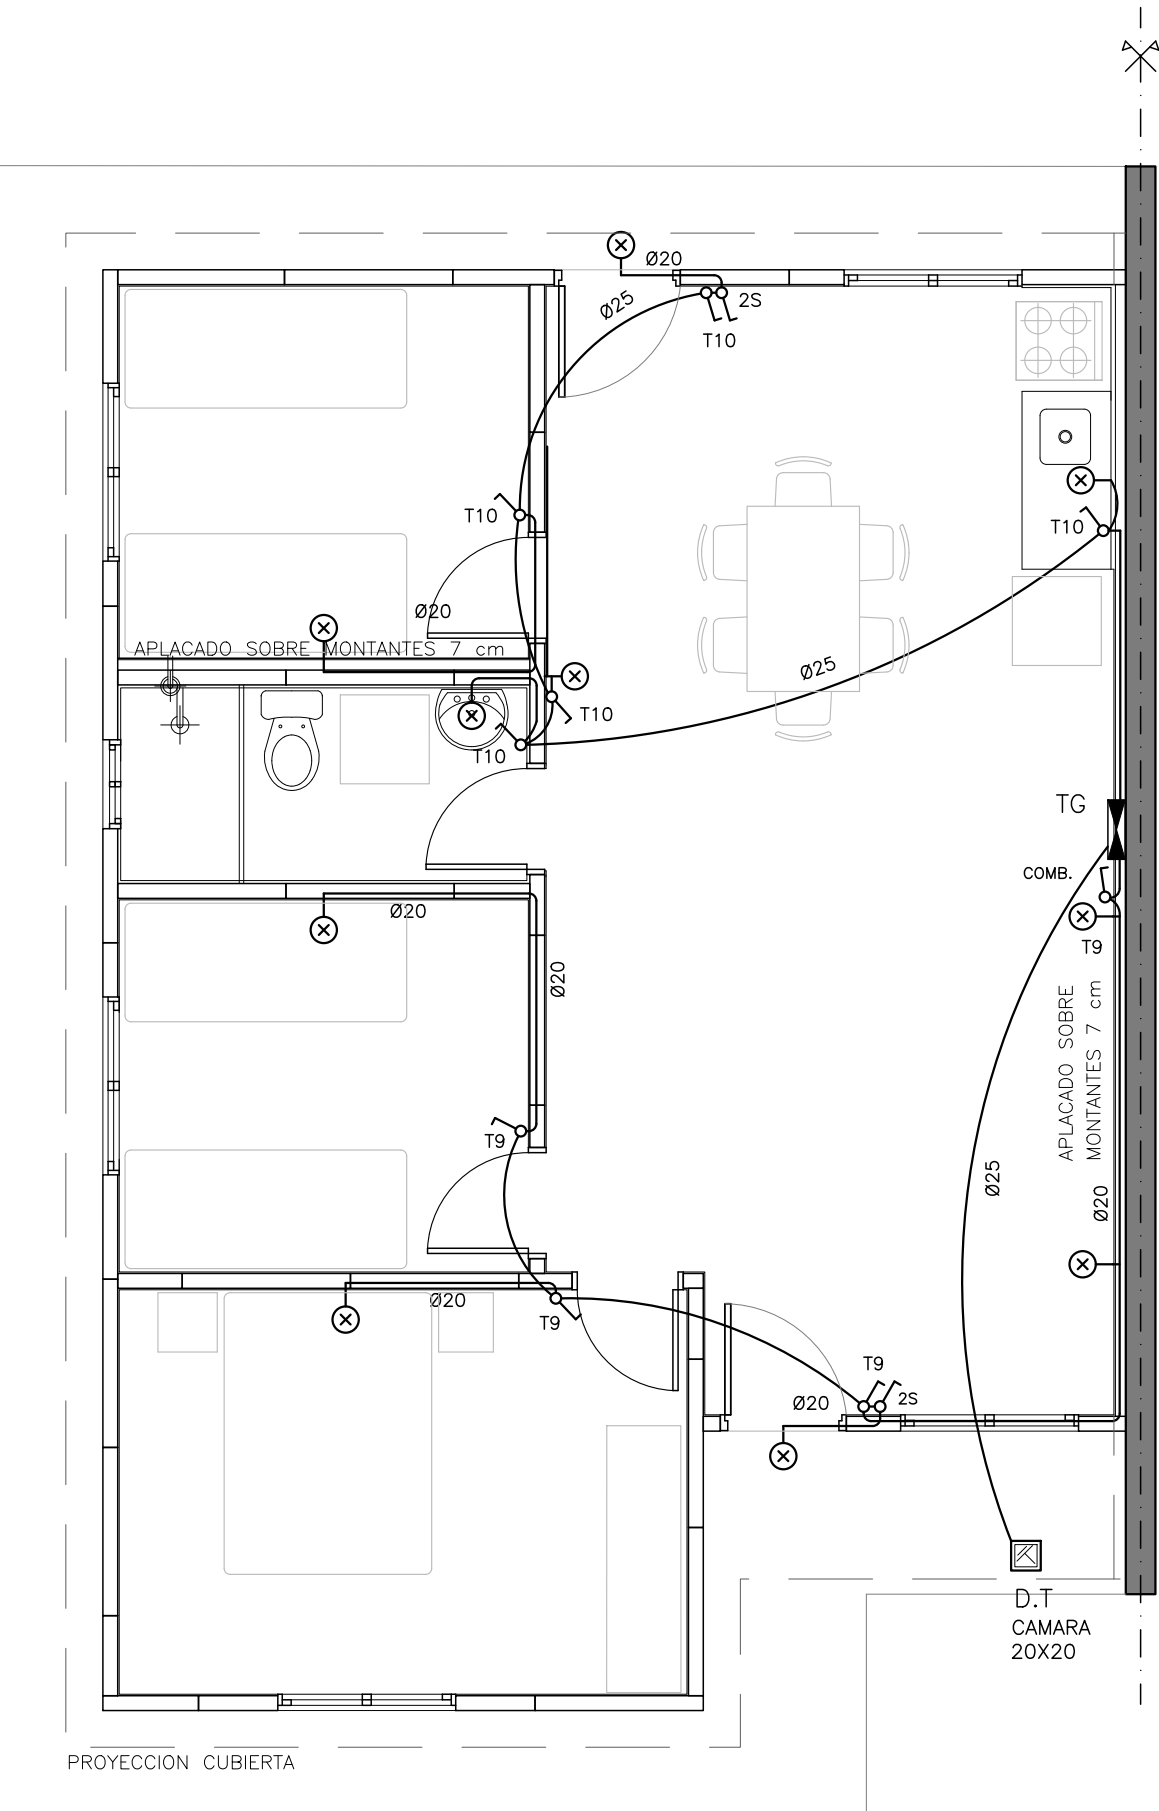 Ø20
Ø25
2S
T10
T10
T10
Ø20
APLACADO SOBRE MONTANTES 7 cm
Ø25
T10
T10
TG
COMB.
Ø20
T9
Ø20
APLACADO SOBRE
MONTANTES 7 cm
T9
Ø25
Ø20
Ø20
T9
T9
2S
Ø20
D.T
CAMARA
20X20
PROYECCION CUBIERTA